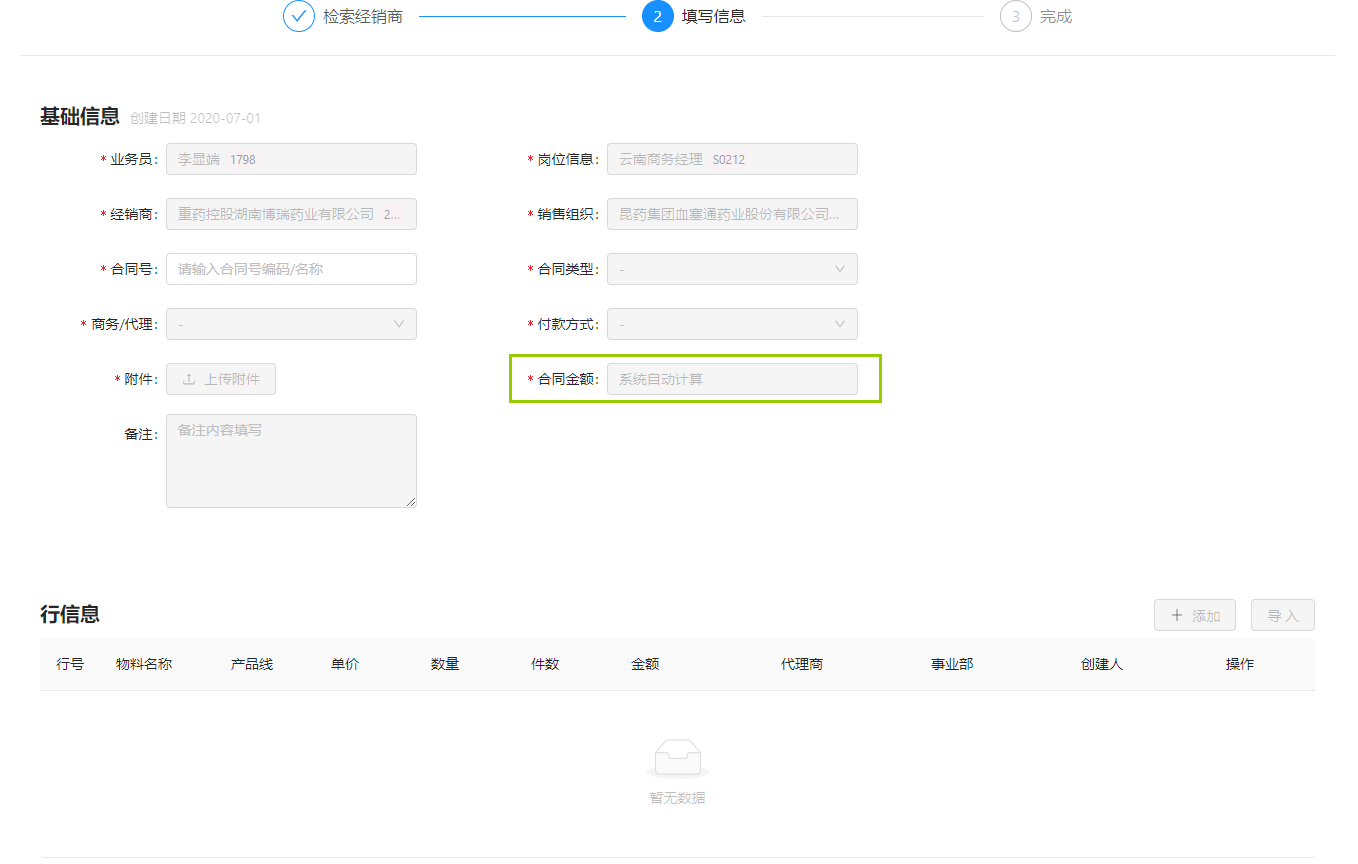 检索经销商 2 填写信息 3 完成
基础信息 创建日期 2020-07-01
* 业务员: 李显端 1798 * 岗位信息: 云南商务经理 S0212
* 经销商: 重药控股湖南博瑞药业有限公司 2... * 销售组织: 昆药集团血塞通药业股份有限公司...
* 合同号: 请输入合同号编码/名称 * 合同类型: -
* 商务/代理: - * 付款方式: -
* 附件: 上传附件 * 合同金额: 系统自动计算
备注: 备注内容填写
行信息 添加 导入
行号 物料名称 产品线 单价 数量 件数 金额 代理商 事业部 创建人 操作
暂无数据